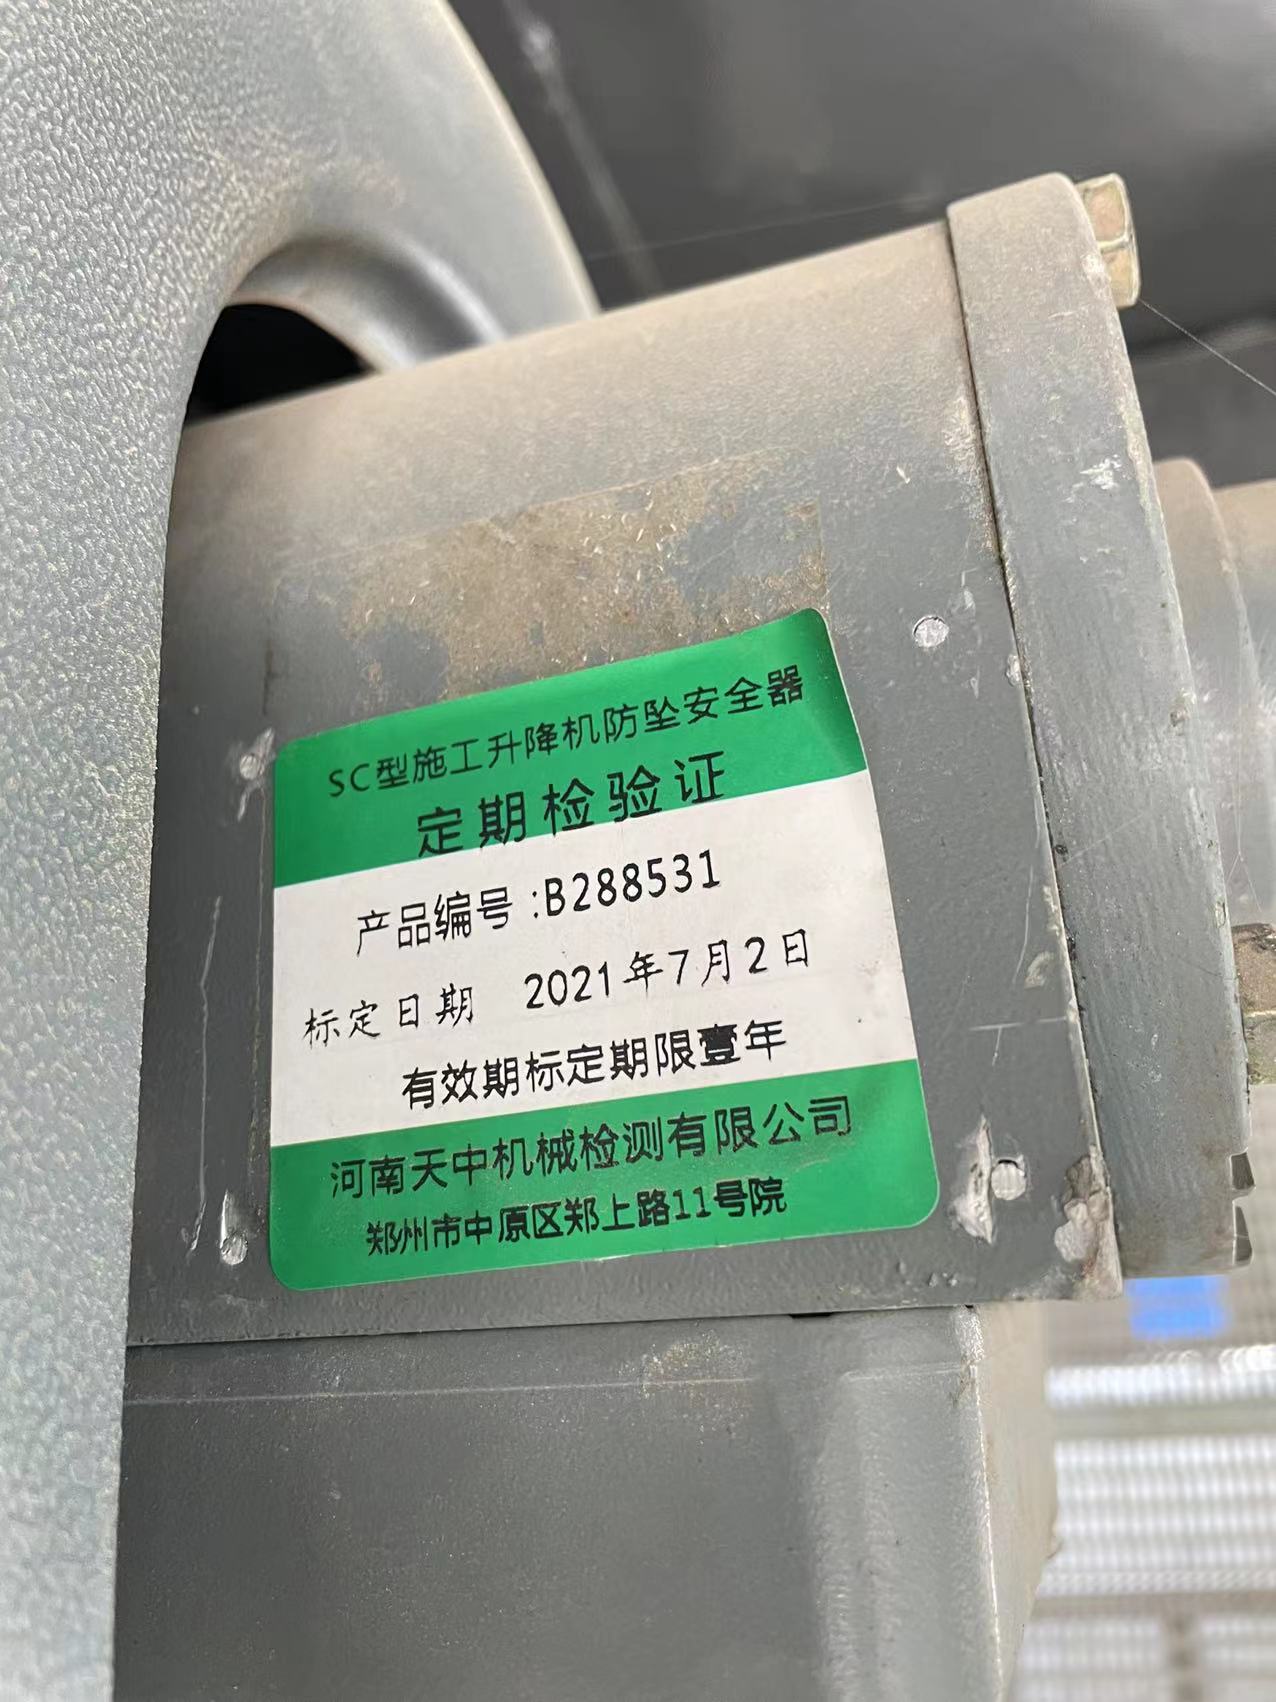 SC型施工升降机防坠安全器
定期检验证
产品编号:B288531
标定日期 2021年7月2日
有效期标定期限壹年
河南天中机械检测有限公司
郑州市中原区郑上路11号院